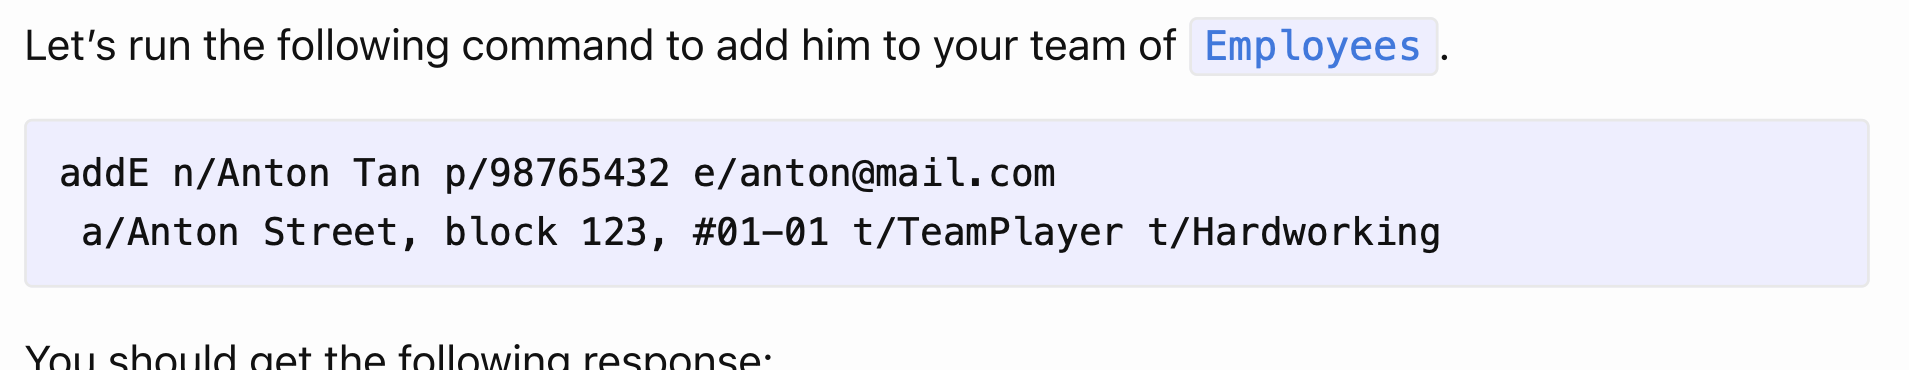 Let’s run the following command to add him to your team of Employees.
addE n/Anton Tan p/98765432 e/anton@mail.com
 a/Anton Street, block 123, #01-01 t/TeamPlayer t/Hardworking
You should get the following response: